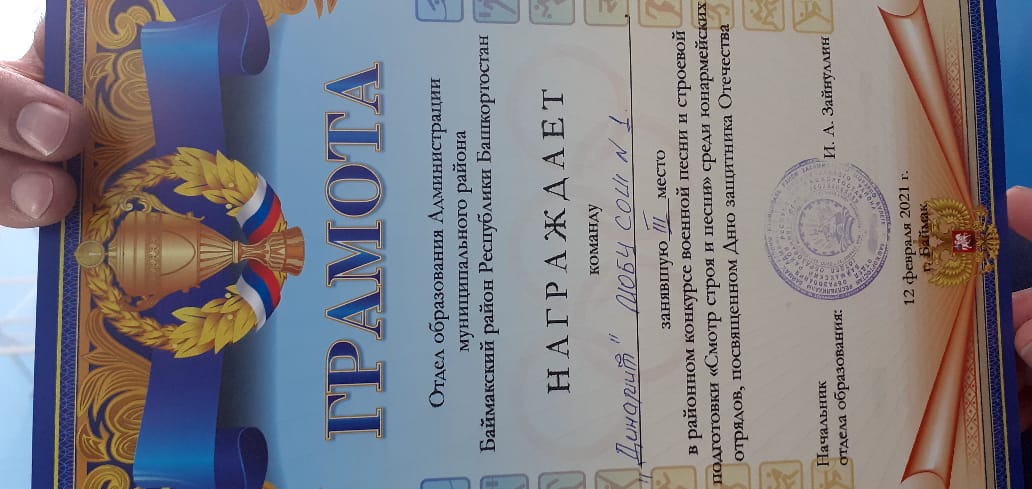 ГРАМОТА
Отдел образования Администрации
муниципального района
Баймакский район Республики Башкортостан
НАГРАЖДАЕТ
команду
"Динамит" МОБУ СОШ N 1
занявшую III место
в районном конкурсе военной песни и строевой
подготовки «Смотр строя и песни» среди юнармейских
отрядов, посвященном Дню защитника Отечества
Начальник
отдела образования: И. А. Зайнуллин
12 февраля 2021 г.
г. Баймак